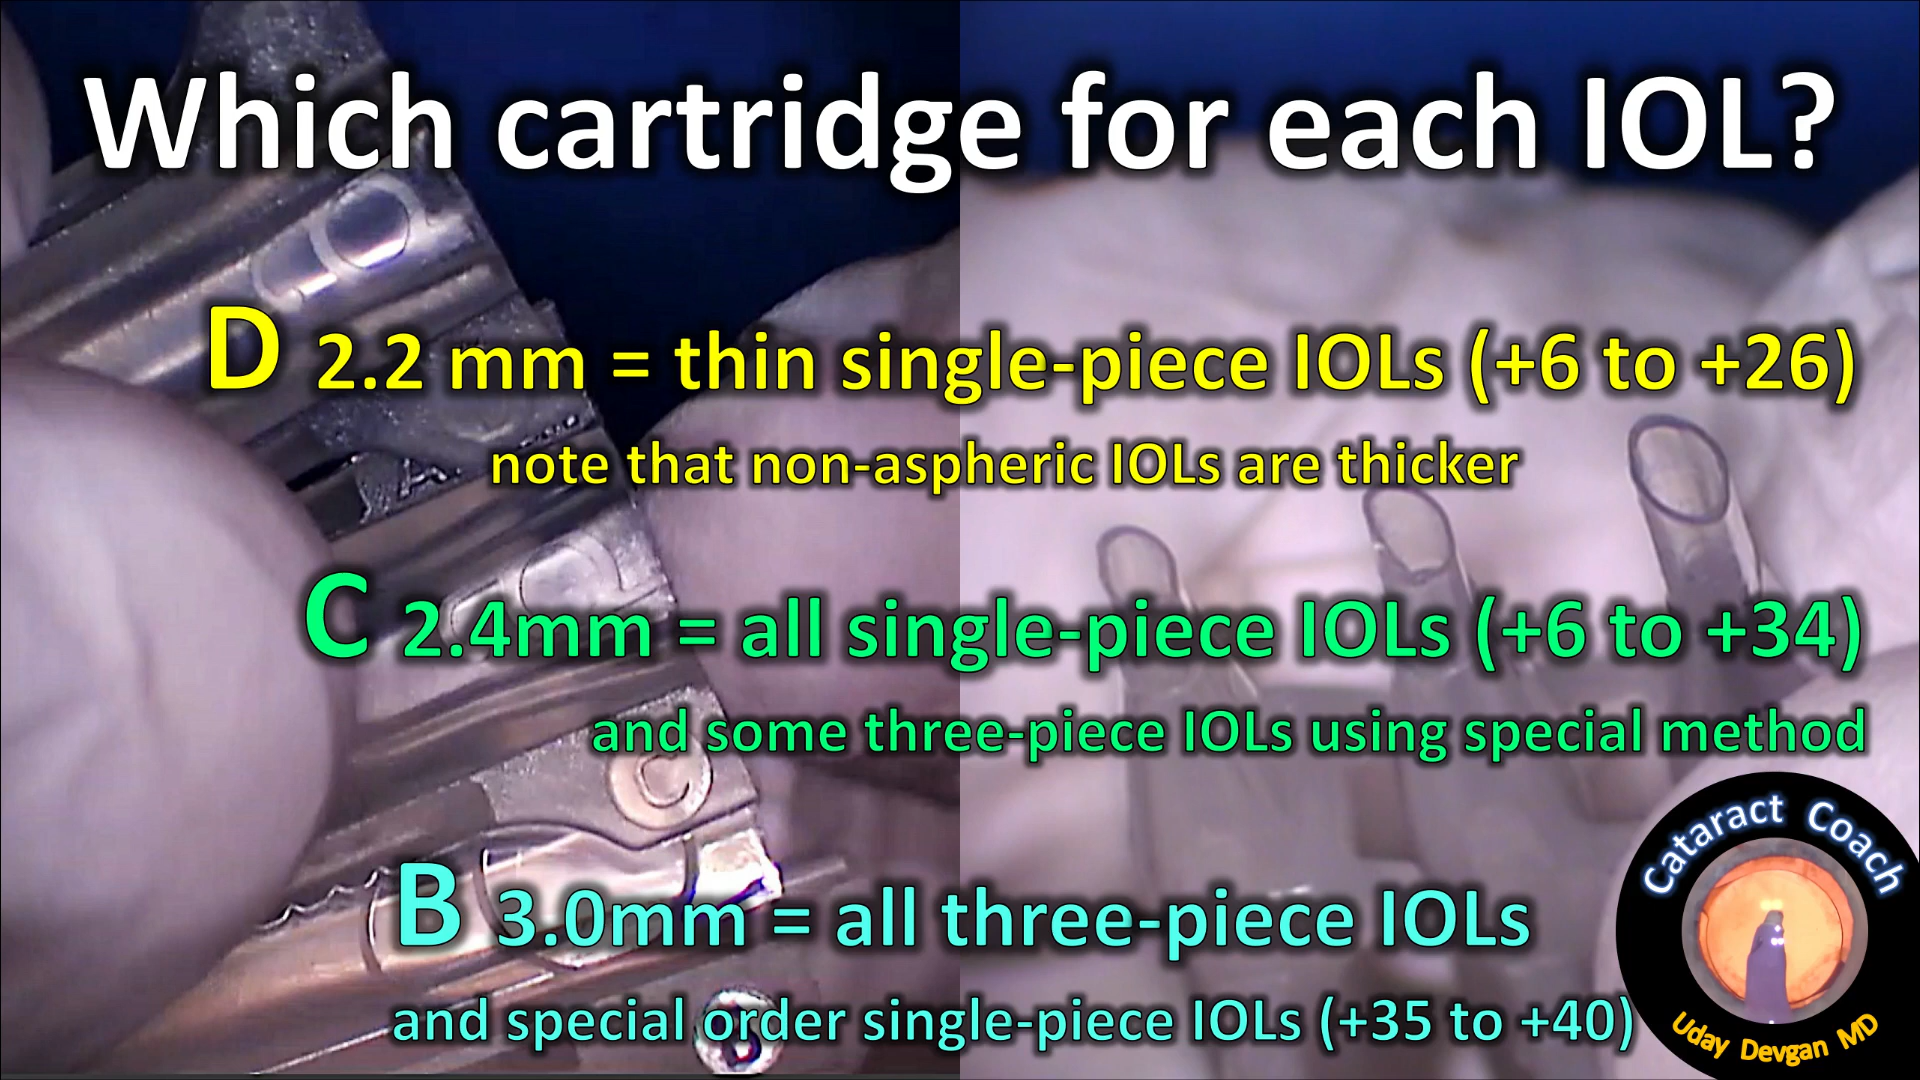 Which cartridge for each IOL?
D 2.2 mm = thin single-piece IOLs (+6 to +26)
note that non-aspheric IOLs are thicker
C 2.4mm = all single-piece IOLs (+6 to +34)
and some three-piece IOLs using special method
C
B 3.0mm = all three-piece IOLs
and special order single-piece IOLs (+35 to +40)
Cataract Coach
Uday Devgan MD